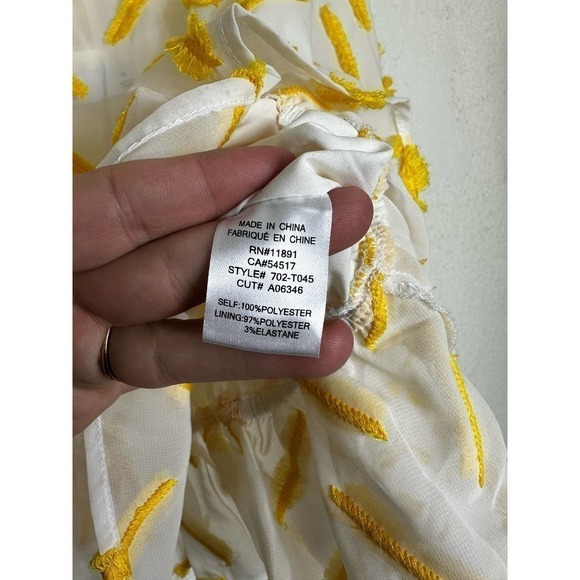 MADE IN CHINA
FABRIQUÉ EN CHINE
RN#11891
CA#54517
STYLE# 702-T045
CUT# A06346
SELF:100%POLYESTER
LINING:97%POLYESTER
3%ELASTANE